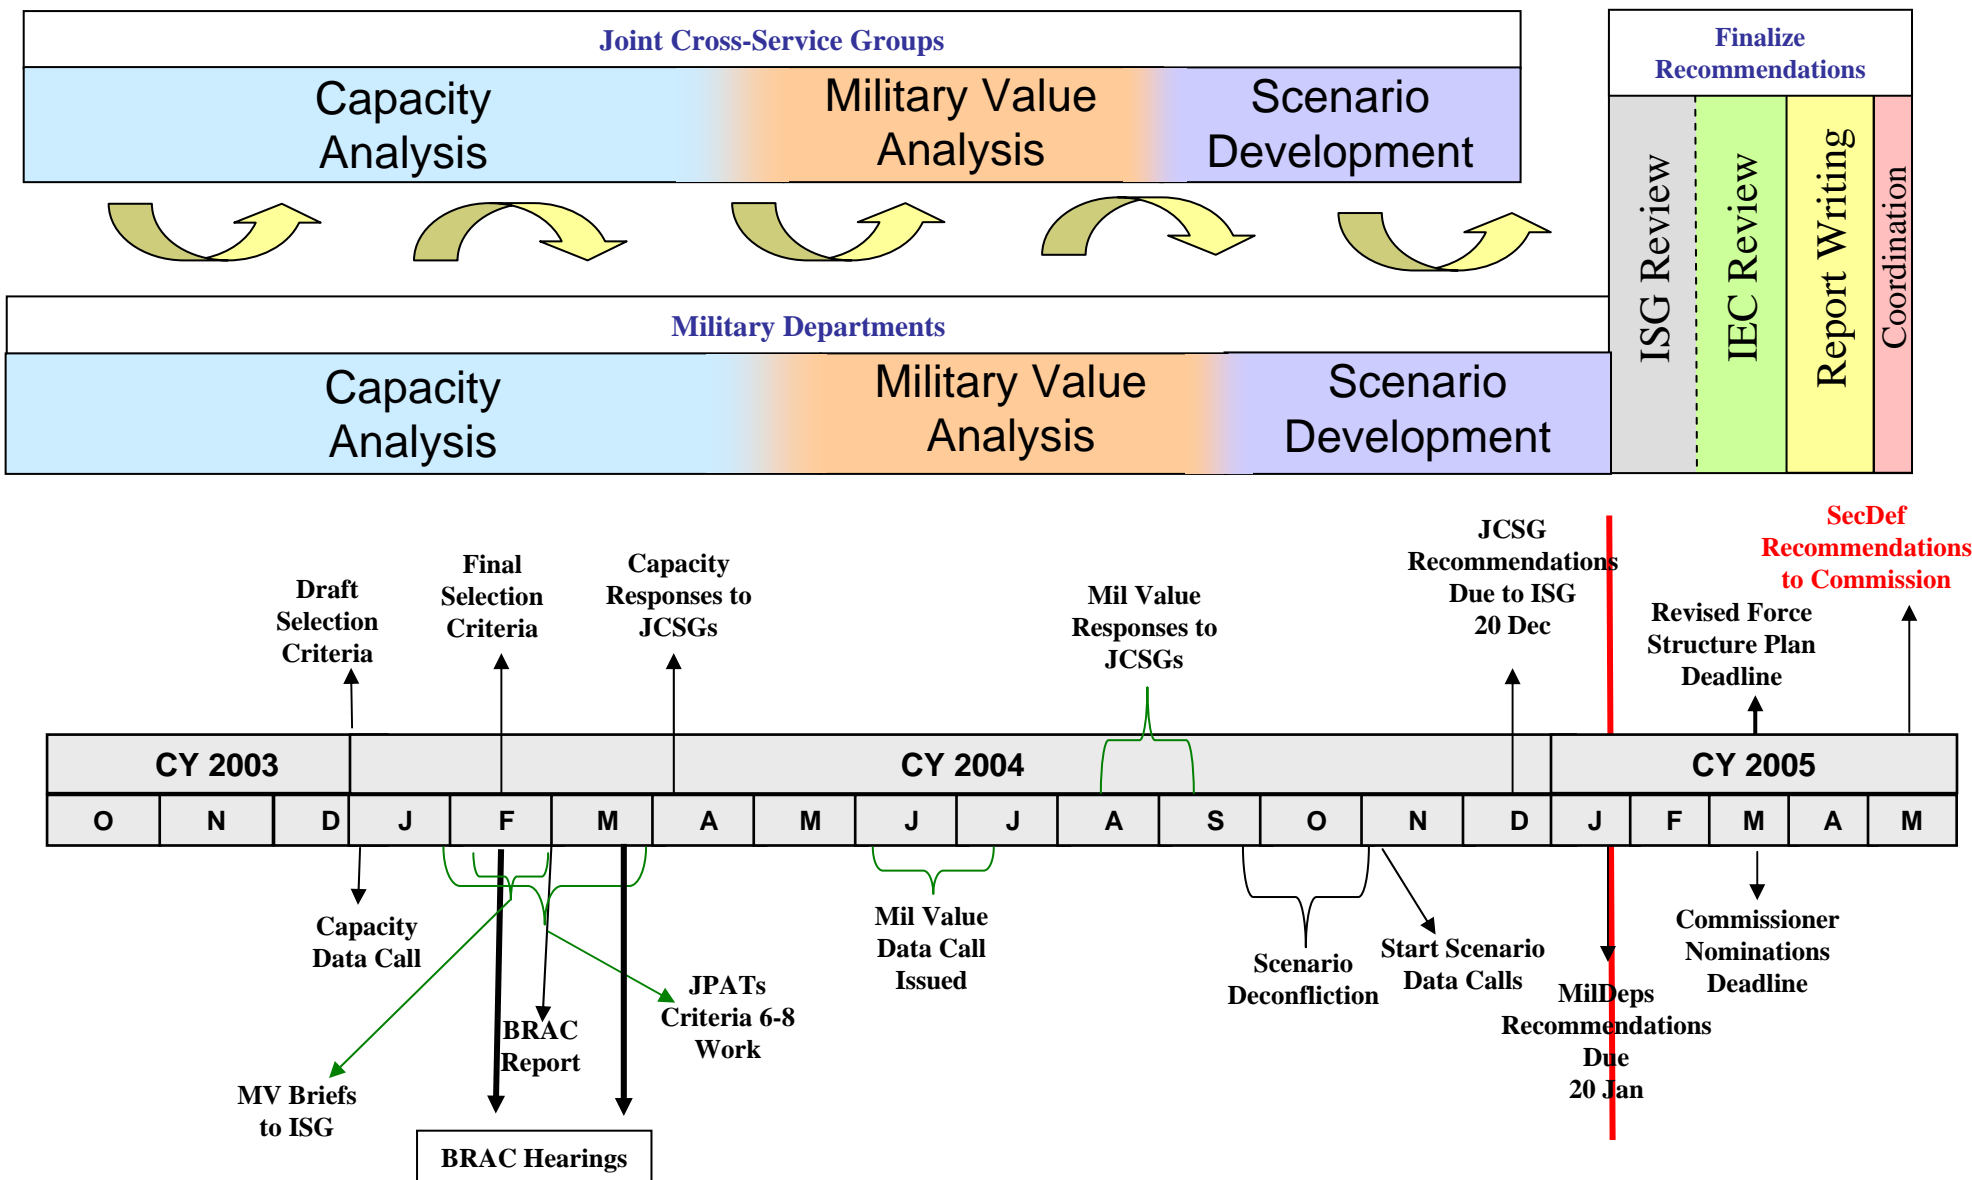 Joint Cross-Service Groups
Capacity
Analysis
Military Value
Analysis
Scenario
Development
Finalize
Recommendations
ISG Review
IEC Review
Report Writing
Coordination
Military Departments
Capacity
Analysis
Military Value
Analysis
Scenario
Development
Draft
Selection
Criteria
Final
Selection
Criteria
Capacity
Responses to
JCSGs
Mil Value
Responses to
JCSGs
JCSG
Recommendations
Due to ISG
20 Dec
SecDef
Recommendations
to Commission
Revised Force
Structure Plan
Deadline
CY 2003
CY 2004
CY 2005
O N D J F M A M J J A S O N D J F M A M
Capacity
Data Call
MV Briefs
to ISG
BRAC
Report
BRAC Hearings
JPATs
Criteria 6-8
Work
Mil Value
Data Call
Issued
Scenario
Deconfliction
Start Scenario
Data Calls
MilDeps
Recommendations
Due
20 Jan
Commissioner
Nominations
Deadline